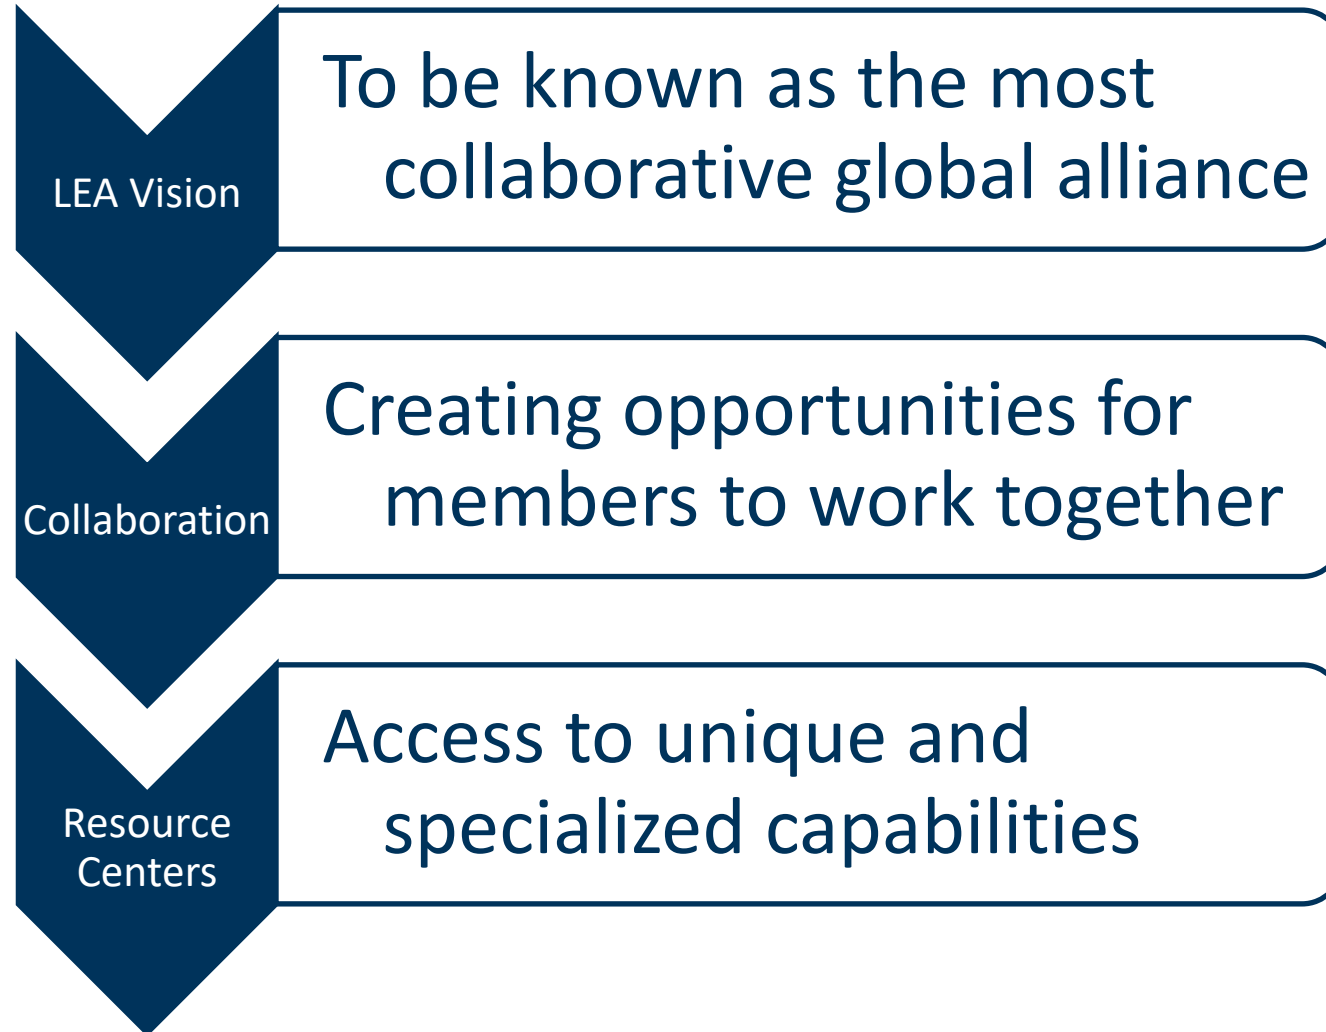 LEA Vision
To be known as the most
collaborative global alliance
Collaboration
Creating opportunities for
members to work together
Resource
Centers
Access to unique and
specialized capabilities